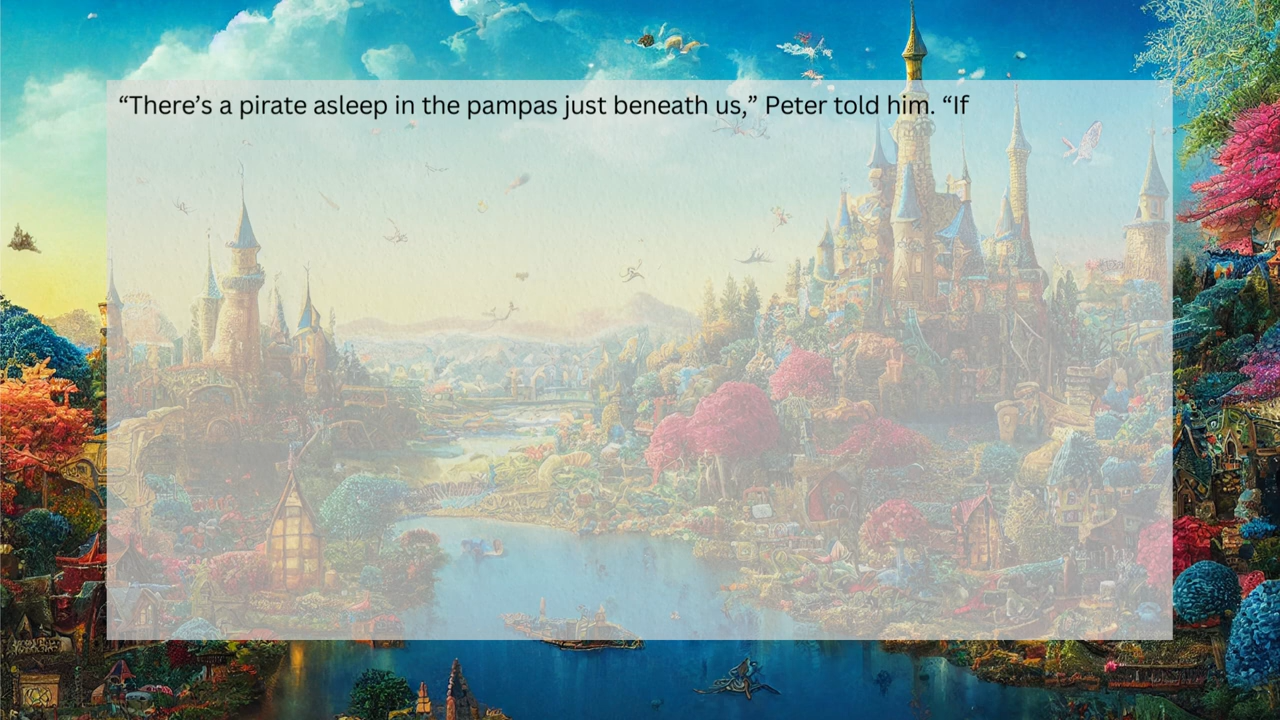 “There’s a pirate asleep in the pampas just beneath us,” Peter told him. “If